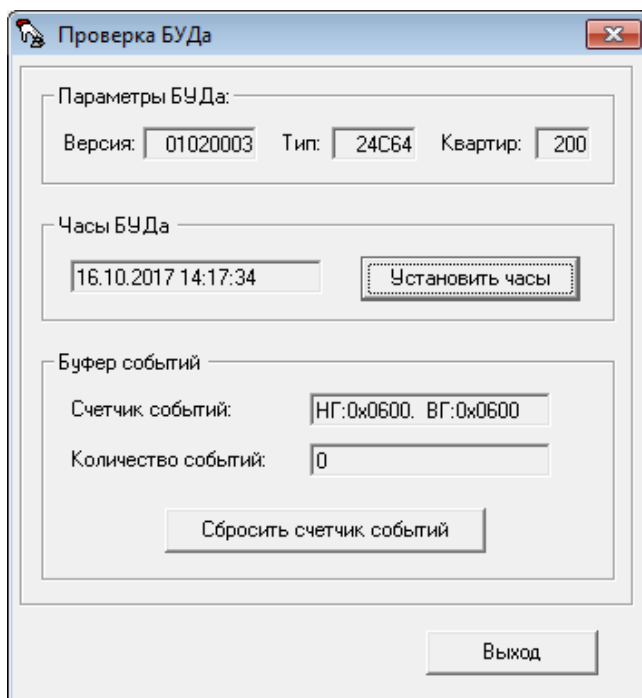 Проверка БУДа
Параметры БУДа:
Версия: 01020003 Тип: 24C64 Квартир: 200
Часы БУДа
16.10.2017 14:17:34 Установить часы
Буфер событий
Счетчик событий: НГ:0x0600. ВГ:0x0600
Количество событий: 0
Сбросить счетчик событий
Выход